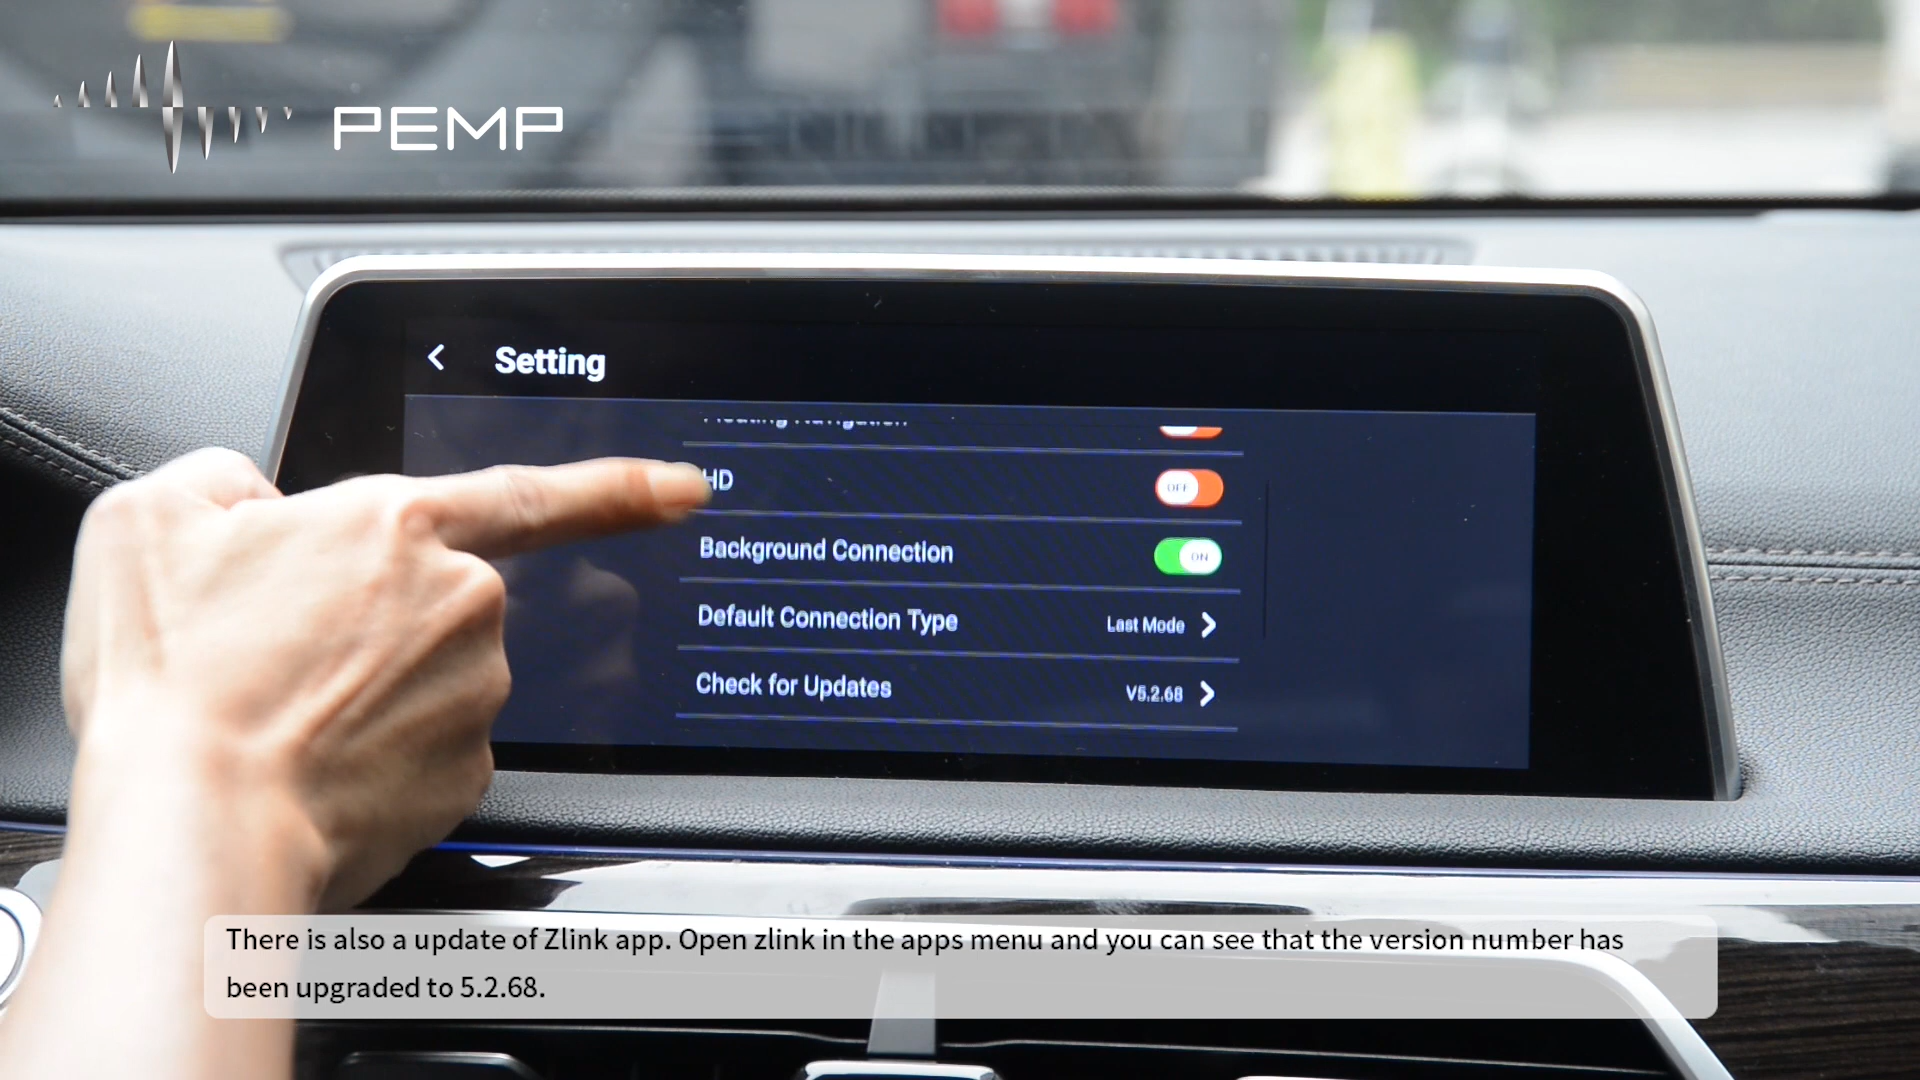 PEMP
Setting
Floating Navigation
HD
OFF
Background Connection
ON
Default Connection Type
Last Mode
Check for Updates
V5.2.68
There is also a update of Zlink app. Open zlink in the apps menu and you can see that the version number has
been upgraded to 5.2.68.